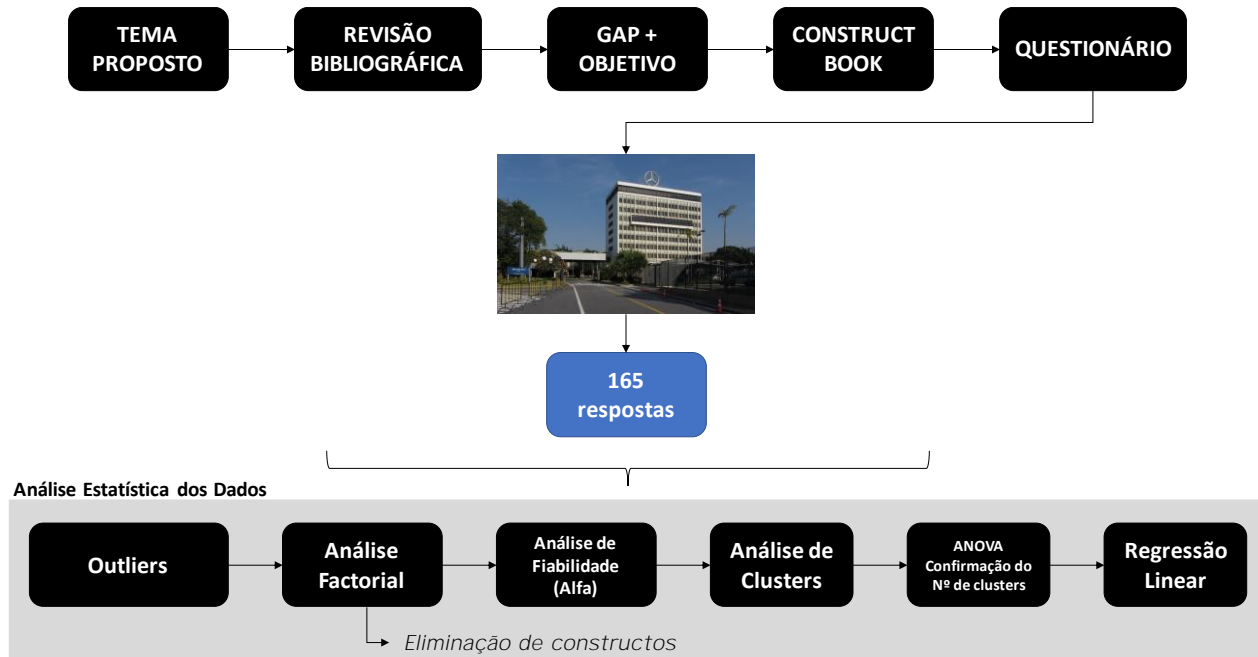 TEMA
PROPOSTO
REVISÃO
BIBLIOGRÁFICA
GAP +
OBJETIVO
CONSTRUCT
BOOK
QUESTIONÁRIO
165
respostas
Análise Estatística dos Dados
Outliers
Análise
Factorial
Análise de
Fiabilidade
(Alfa)
Análise de
Clusters
ANOVA
Confirmação do
Nº de clusters
Regressão
Linear
Eliminação de constructos